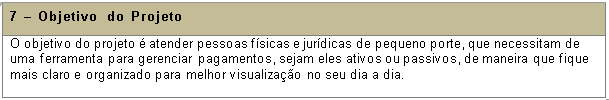 7 – Objetivo do Projeto
O objetivo do projeto é atender pessoas físicas e jurídicas de pequeno porte, que necessitam de
uma ferramenta para gerenciar pagamentos, sejam eles ativos ou passivos, de maneira que fique
mais claro e organizado para melhor visualização no seu dia a dia.